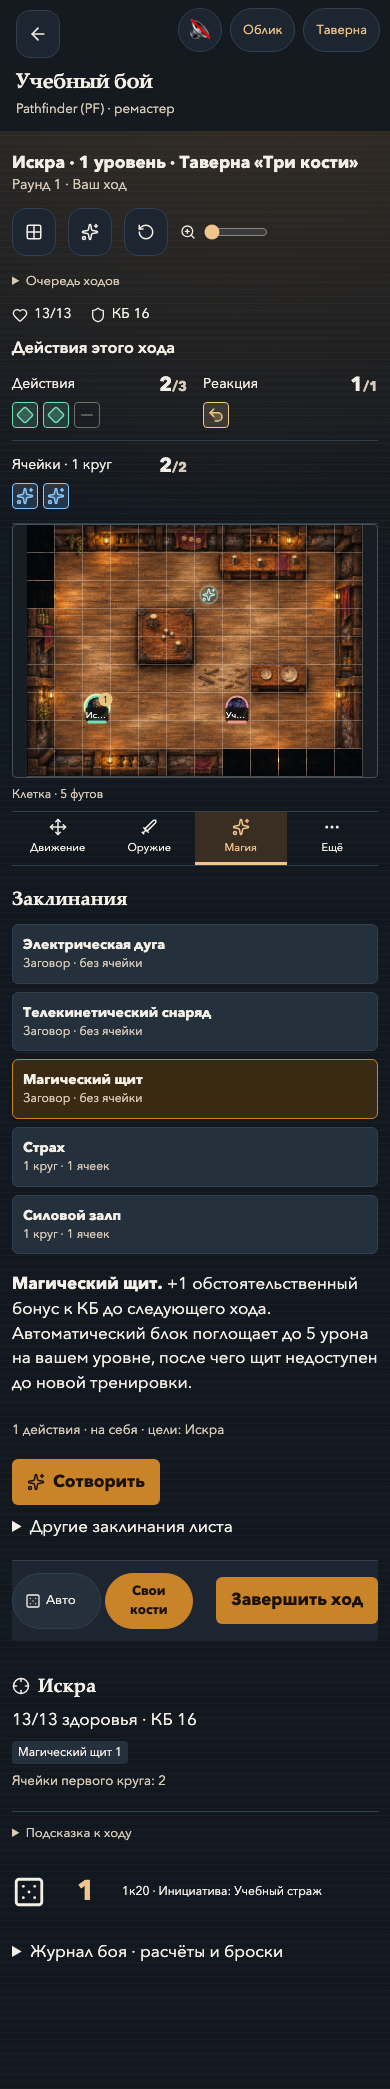 Облик
Таверна
Учебный бой
Pathfinder (PF) · ремастер
Искра · 1 уровень · Таверна «Три кости»
Раунд 1 · Ваш ход
Очередь ходов
13/13 КБ 16
Действия этого хода
Действия 2/3 Реакция 1/1
Ячейки · 1 круг 2/2
1
Ис...
Уч...
Клетка · 5 футов
Движение Оружие Магия Ещё
Заклинания
Электрическая дуга
Заговор · без ячейки
Телекинетический снаряд
Заговор · без ячейки
Магический щит
Заговор · без ячейки
Страх
1 круг · 1 ячеек
Силовой залп
1 круг · 1 ячеек
Магический щит. +1 обстоятельственный
бонус к КБ до следующего хода.
Автоматический блок поглощает до 5 урона
на вашем уровне, после чего щит недоступен
до новой тренировки.
1 действия · на себя · цели: Искра
Сотворить
Другие заклинания листа
Авто
Свои
кости
Завершить ход
Искра
13/13 здоровья · КБ 16
Магический щит 1
Ячейки первого круга: 2
Подсказка к ходу
1 1к20 · Инициатива: Учебный страж
Журнал боя · расчёты и броски